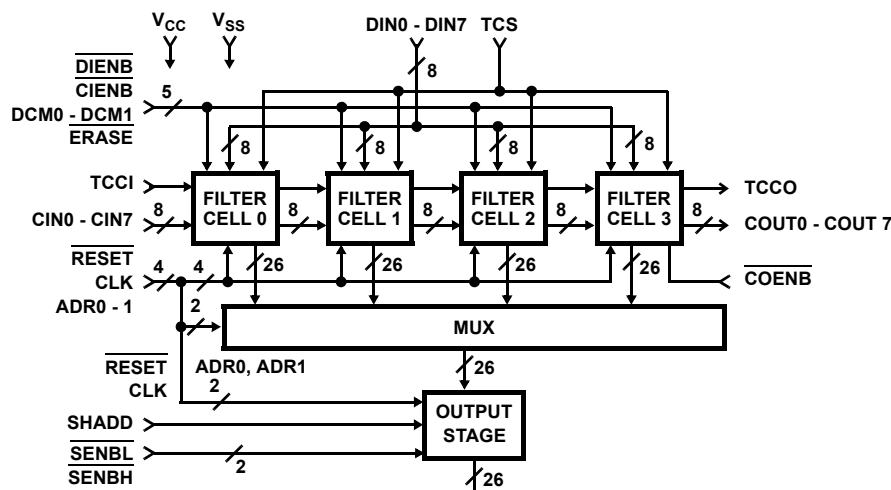 VCC
VSS
DIN0 - DIN7
TCS
DIENB
CIENB
DCM0 - DCM1
ERASE
5
8
8
8
8
8
TCCI
CIN0 - CIN7
8
FILTER
CELL 0
8
FILTER
CELL 1
8
FILTER
CELL 2
8
FILTER
CELL 3
8
TCCO
COUT0 - COUT 7
RESET
CLK
ADR0 - 1
4
4
26
26
26
26
COENB
2
MUX
RESET
CLK
ADR0, ADR1
2
26
SHADD
OUTPUT
STAGE
SENBL
SENBH
2
26